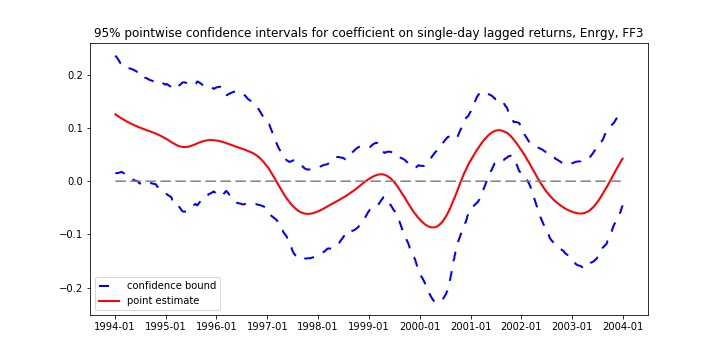 95% pointwise confidence intervals for coefficient on single-day lagged returns, Enrgy, FF3
0.2
0.1
0.0
−0.1
−0.2
confidence bound
point estimate
1994-01 1995-01 1996-01 1997-01 1998-01 1999-01 2000-01 2001-01 2002-01 2003-01 2004-01